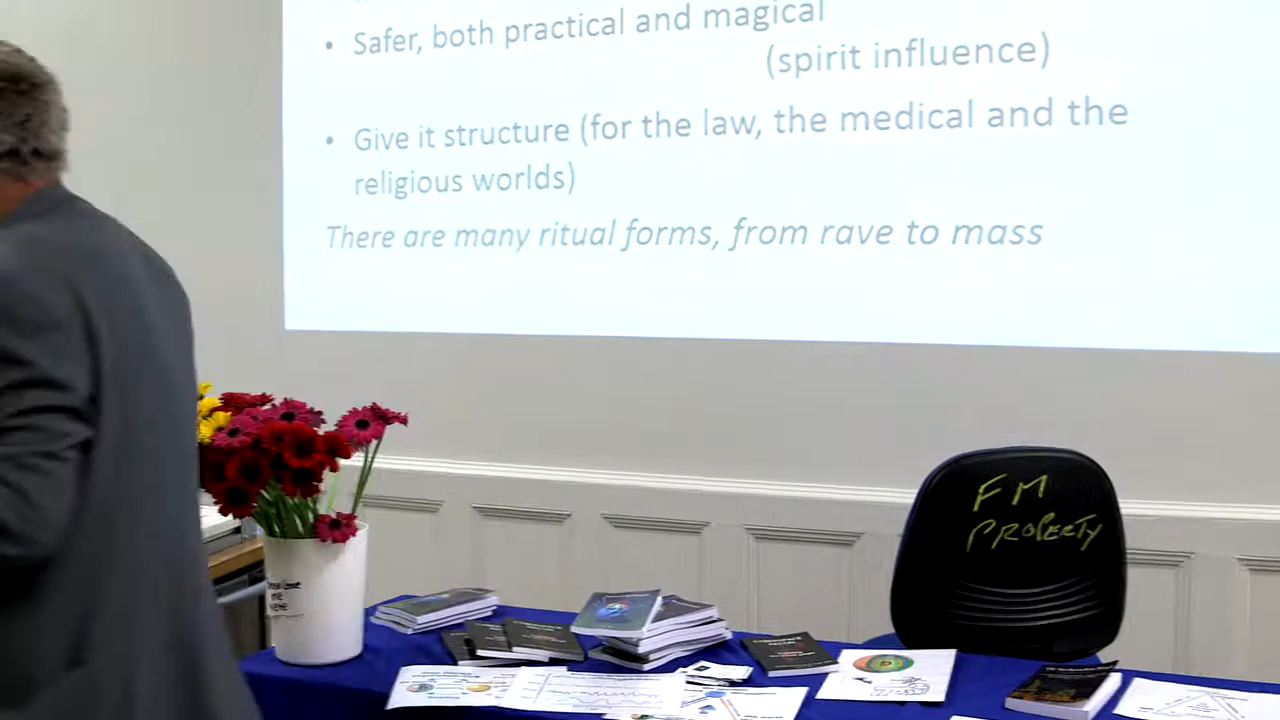 • Safer, both practical and magical
(spirit influence)
• Give it structure (for the law, the medical and the
religious worlds)
There are many ritual forms, from rave to mass
FM
PROPERTY